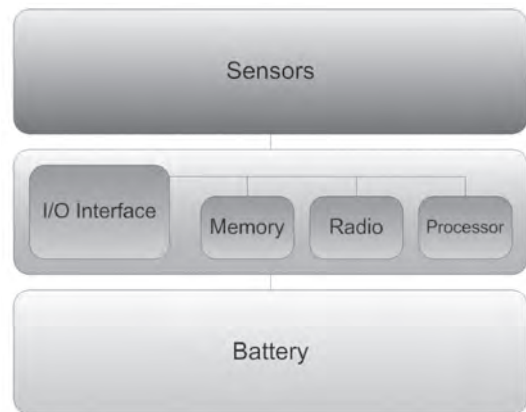 Sensors
I/O Interface
Memory
Radio
Processor
Battery